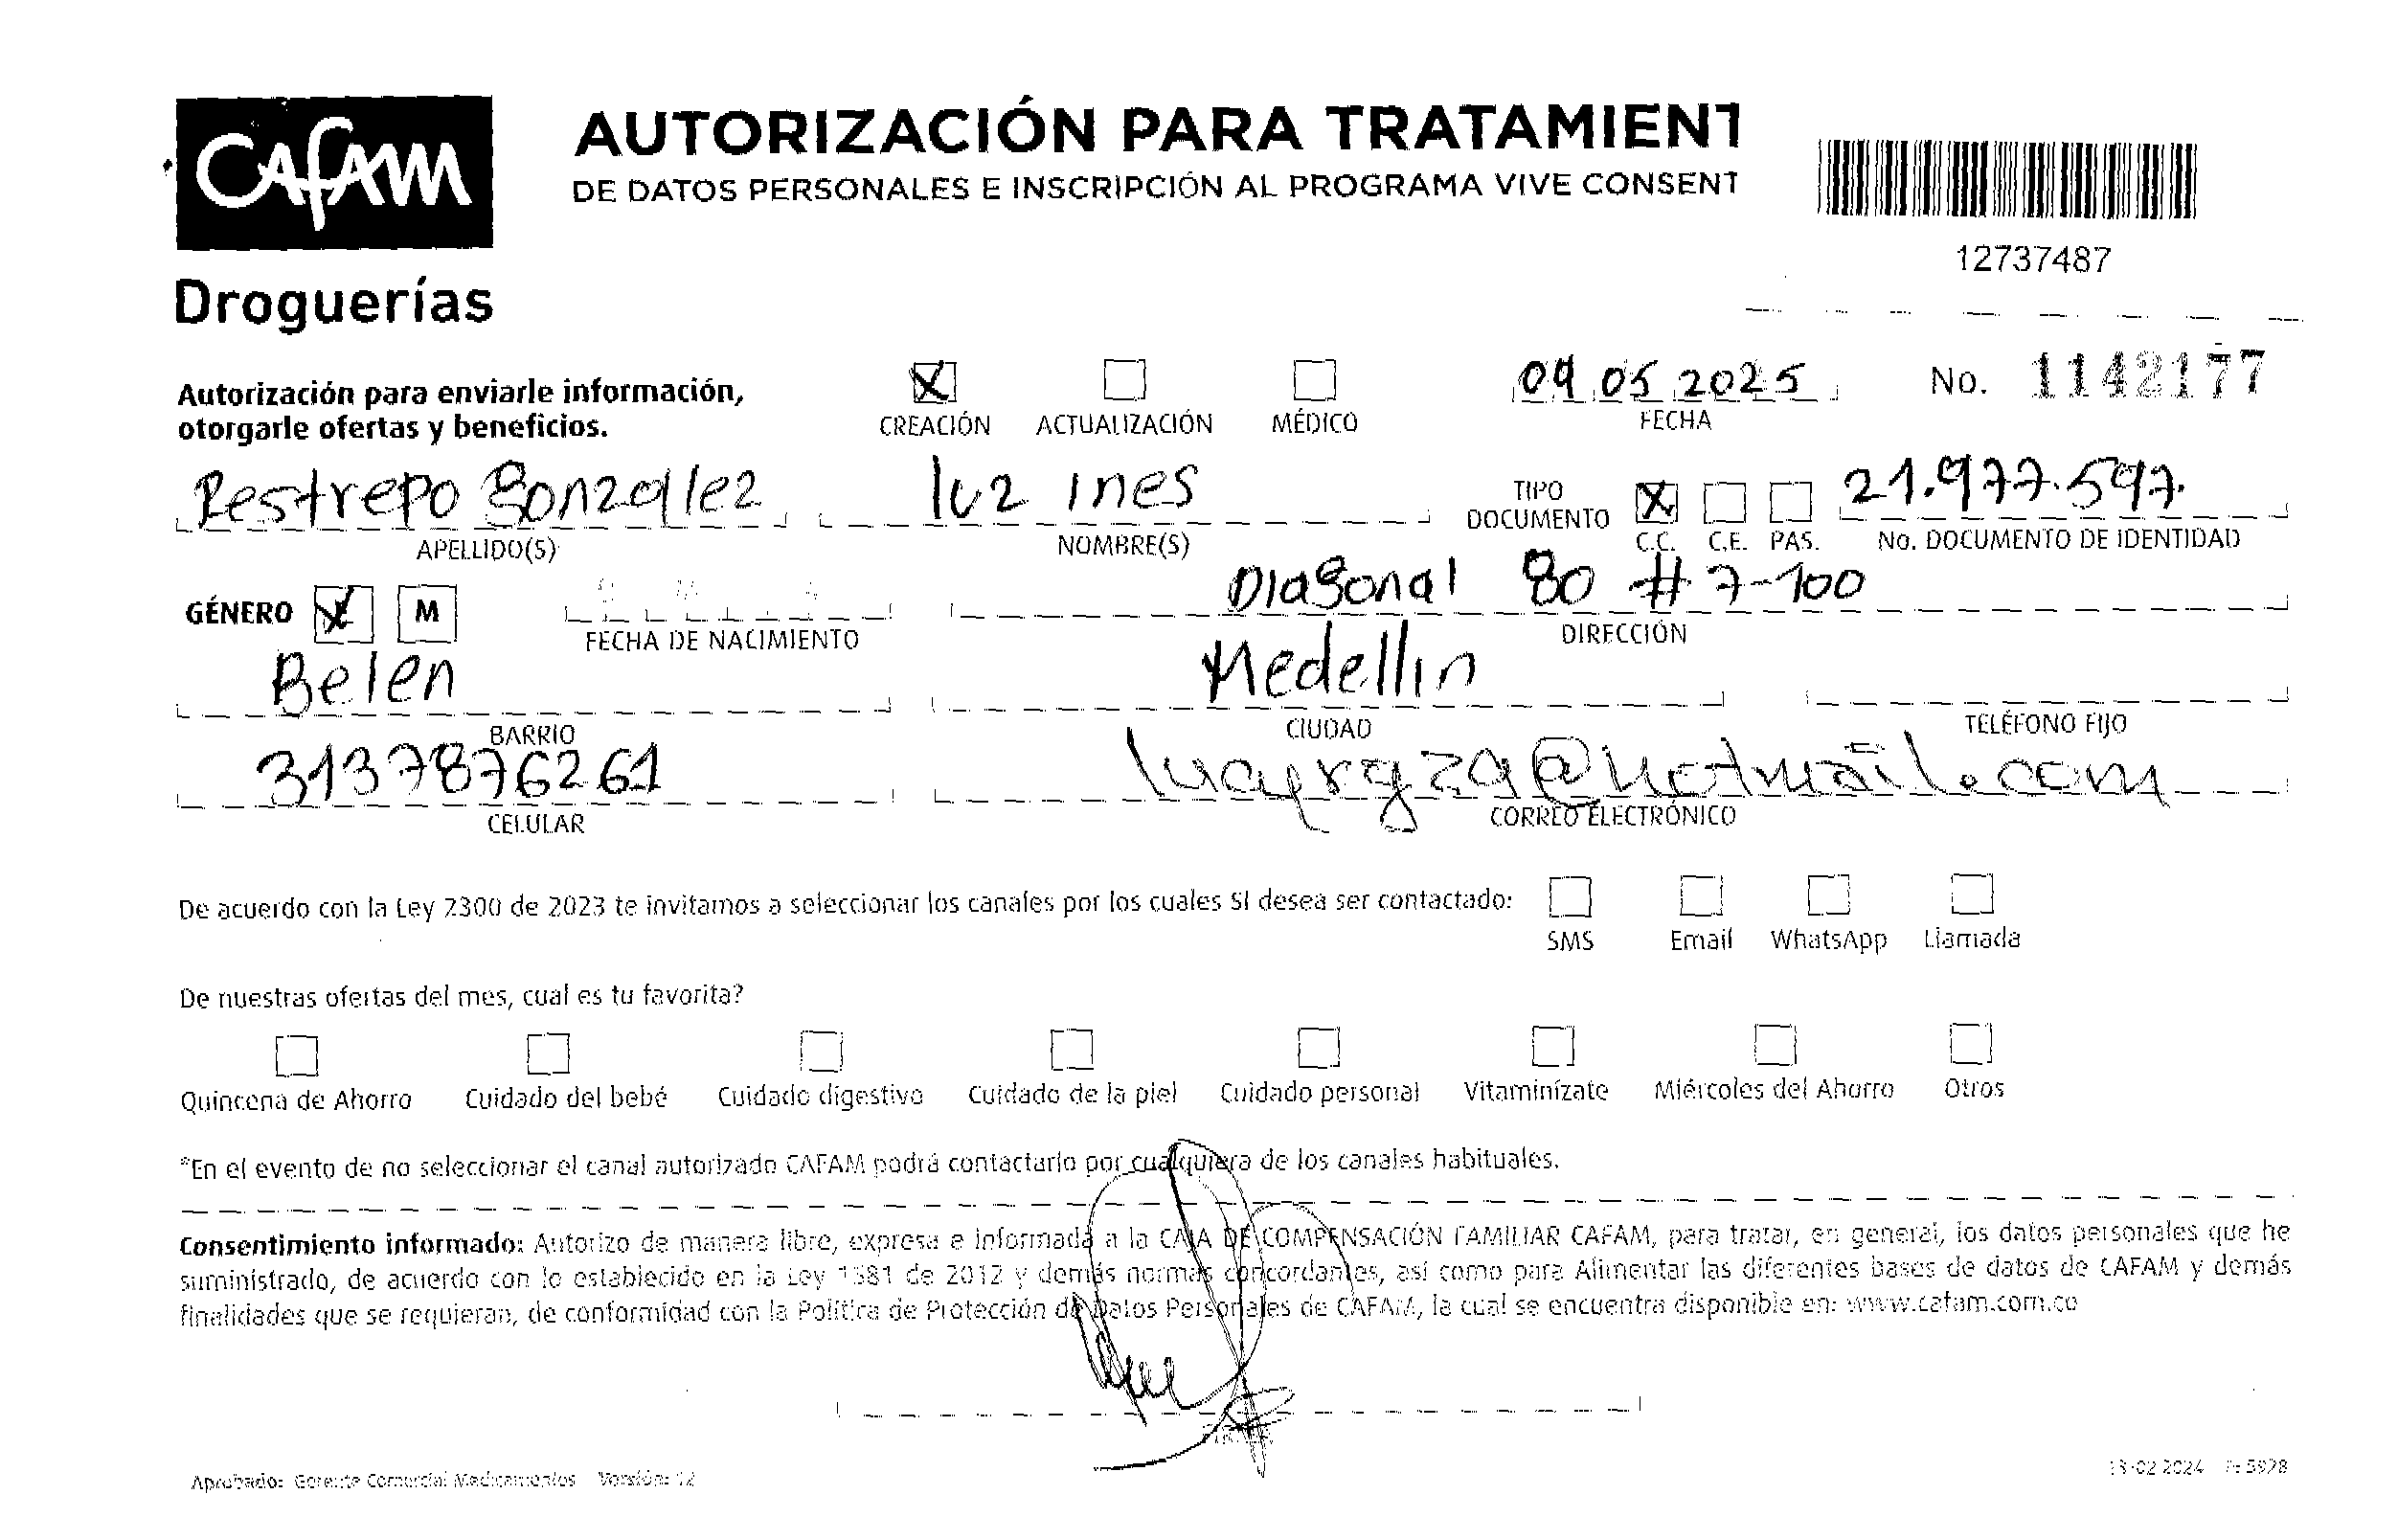 CAFAM
Droguerías
AUTORIZACIÓN PARA TRATAMIENT
DE DATOS PERSONALES E INSCRIPCIÓN AL PROGRAMA VIVE CONSENT
12737487
Autorización para enviarle información,
otorgarle ofertas y beneficios.
X CREACIÓN ACTUALIZACIÓN MÉDICO
09 05 2025 No. 1142177
FECHA
Restrepo Gonzalez luz ines TIPO DOCUMENTO X 21.977.597
APELLIDO(S) NOMBRE(S) C.C. C.E. PAS. No. DOCUMENTO DE IDENTIDAD
GÉNERO X M Diagonal 80 # 7-100
FECHA DE NACIMIENTO DIRECCIÓN
Belen Medellin
BARRIO CIUDAD TELÉFONO FIJO
3137876261 @hotmail.com
CELULAR CORREO ELECTRÓNICO
De acuerdo con la Ley 2300 de 2023 te invitamos a seleccionar los canales por los cuales SI desea ser contactado:
SMS Email WhatsApp Llamada
De nuestras ofertas del mes, cual es tu favorita?
Quincena de Ahorro Cuidado del bebé Cuidado digestivo Cuidado de la piel Cuidado personal Vitaminízate Miércoles del Ahorro Otros
*En el evento de no seleccionar el canal autorizado CAFAM podrá contactarlo por cualquiera de los canales habituales.
Consentimiento informado: Autorizo de manera libre, expresa e informada a la CAJA DE COMPENSACIÓN FAMILIAR CAFAM, para tratar, en general, los datos personales que he
suministrado, de acuerdo con lo establecido en la Ley 1581 de 2012 y demás normas concordantes, así como para Alimentar las diferentes bases de datos de CAFAM y demás
finalidades que se requieran, de conformidad con la Política de Protección de Datos Personales de CAFAM, la cual se encuentra disponible en: www.cafam.com.co
Aprobado: Gerente Comercial Medicamentos Versión: 12
13-02-2024